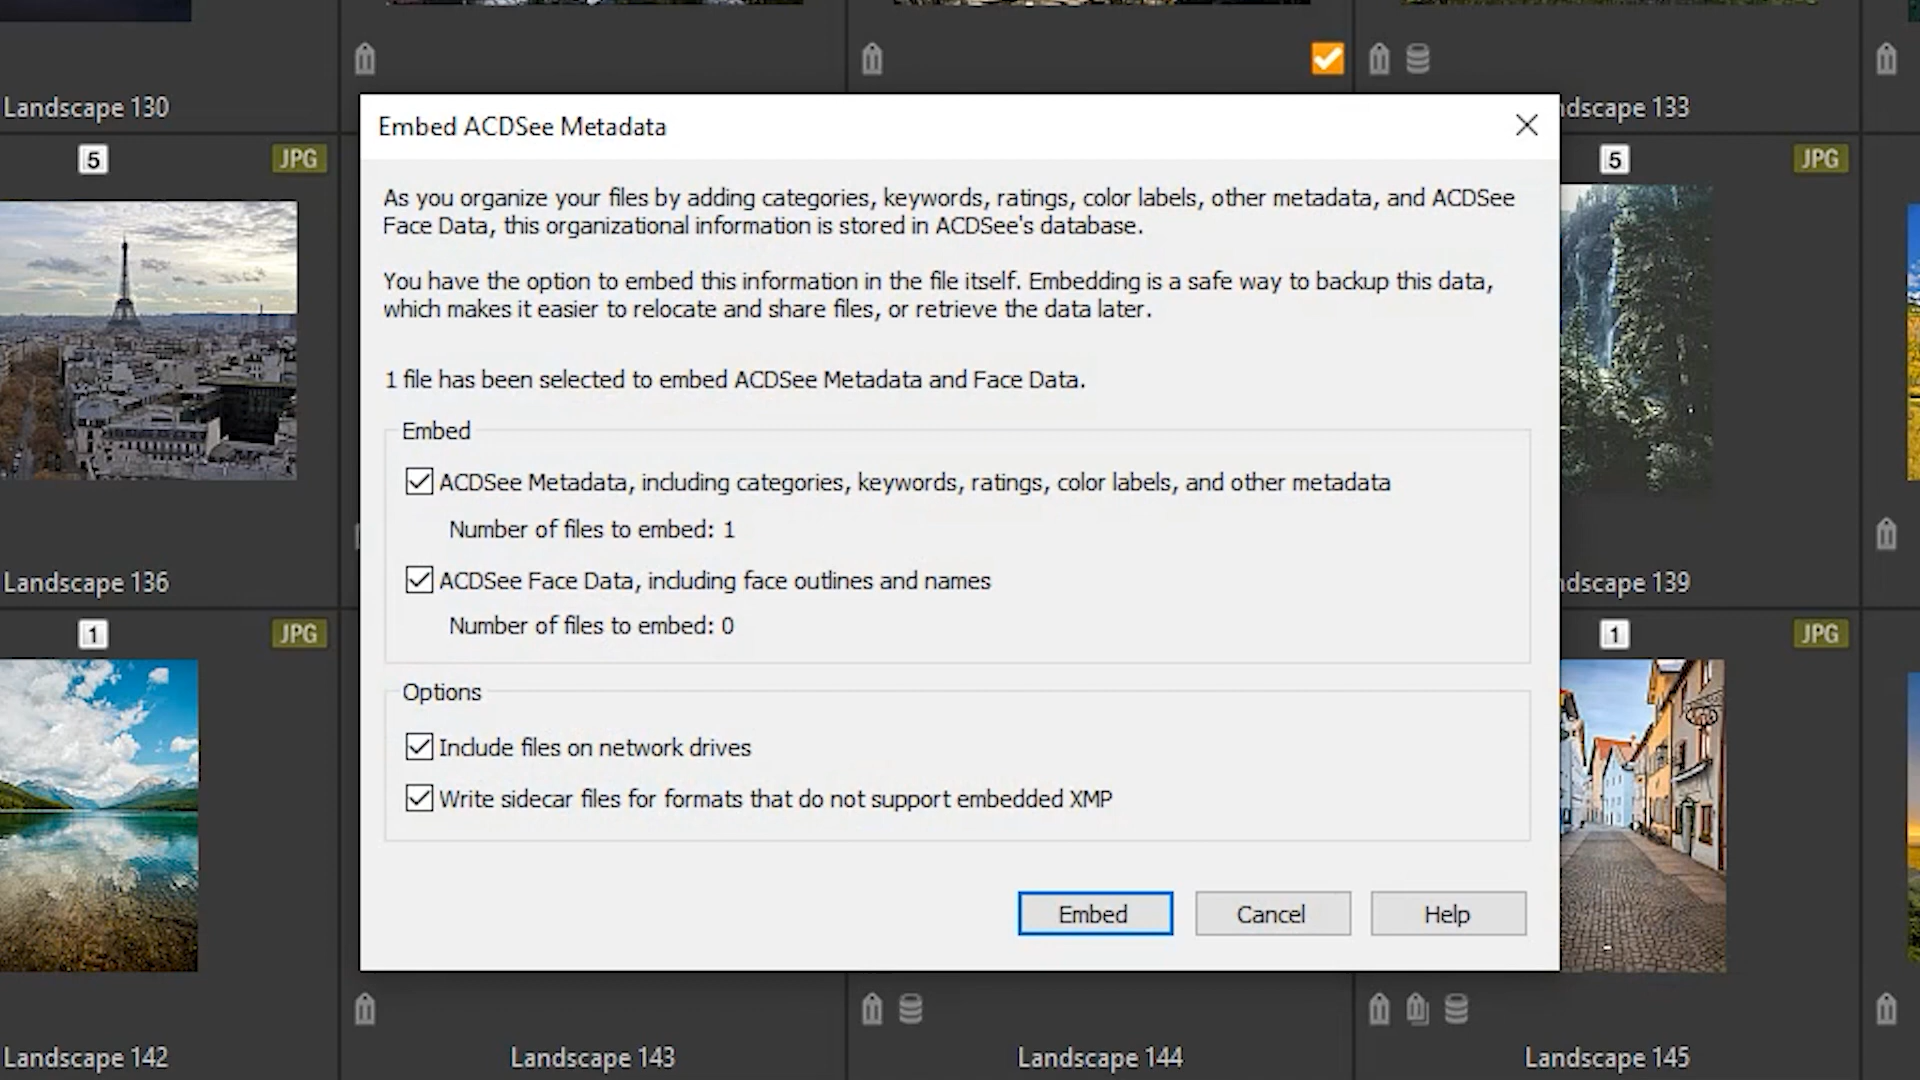 Landscape 130
dscape 133
Embed ACDSee Metadata
As you organize your files by adding categories, keywords, ratings, color labels, other metadata, and ACDSee
Face Data, this organizational information is stored in ACDSee's database.
You have the option to embed this information in the file itself. Embedding is a safe way to backup this data,
which makes it easier to relocate and share files, or retrieve the data later.
1 file has been selected to embed ACDSee Metadata and Face Data.
Embed
ACDSee Metadata, including categories, keywords, ratings, color labels, and other metadata
Number of files to embed: 1
ACDSee Face Data, including face outlines and names
Number of files to embed: 0
Options
Include files on network drives
Write sidecar files for formats that do not support embedded XMP
Embed
Cancel
Help
5
JPG
5
JPG
Landscape 136
dscape 139
1
JPG
1
JPG
Landscape 142
Landscape 143
Landscape 144
Landscape 145